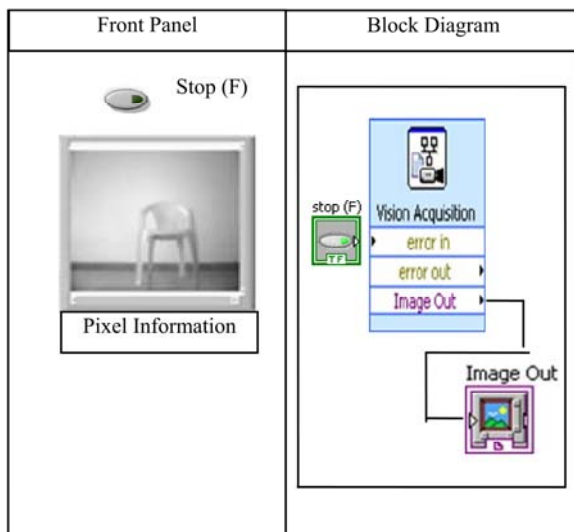 Front Panel
Block Diagram
Stop (F)
Pixel Information
stop (F)
TF
Vision Acquisition
error in
error out
Image Out
Image Out